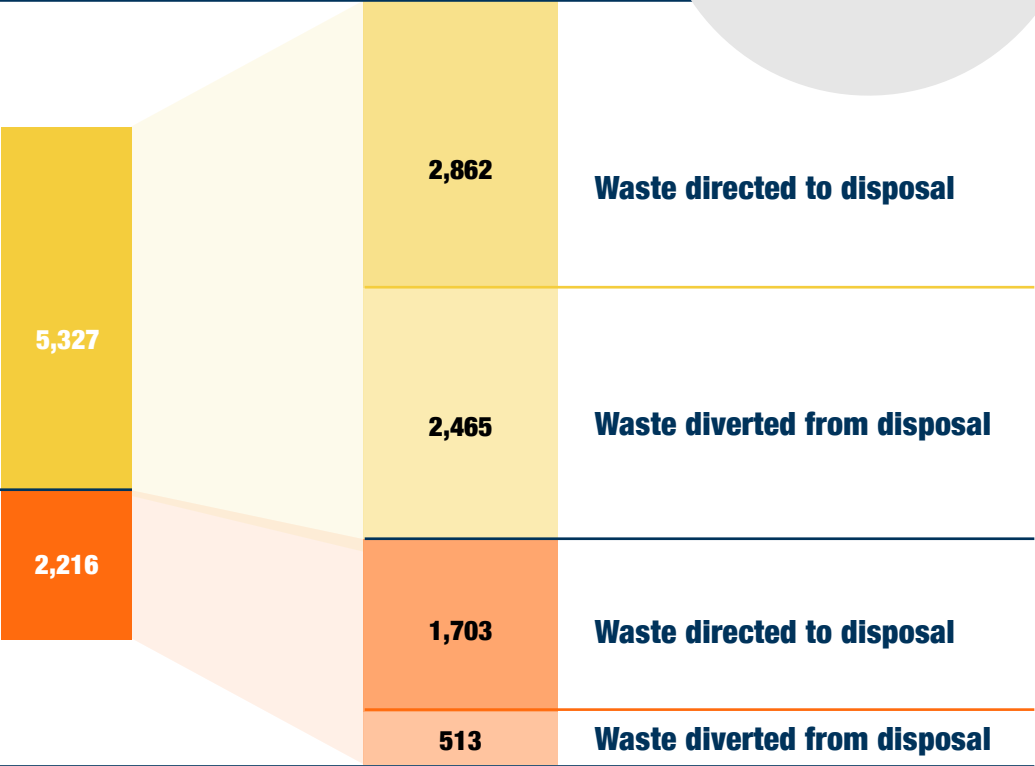 2,862
Waste directed to disposal
5,327
2,465
Waste diverted from disposal
2,216
1,703
Waste directed to disposal
513
Waste diverted from disposal